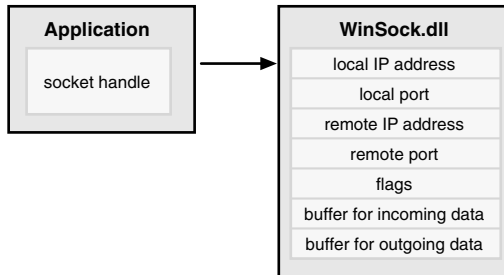 Application
socket handle
WinSock.dll
local IP address
local port
remote IP address
remote port
flags
buffer for incoming data
buffer for outgoing data